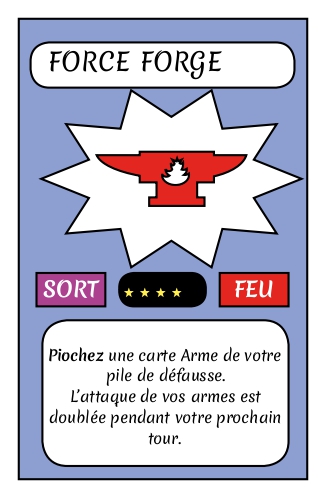 FORCE FORGE
SORT
FEU
Piochez une carte Arme de votre
pile de défausse.
L'attaque de vos armes est
doublée pendant votre prochain
tour.